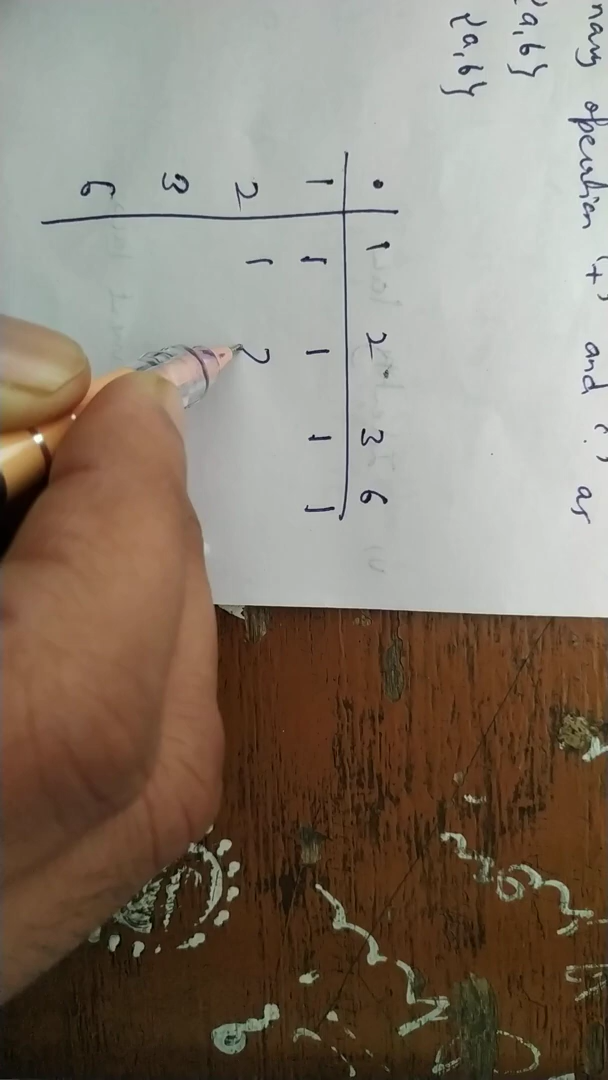 nary operation '+' and '.' as
{a,b}
{a,b}
. 1 2 3 6
1 1 1 1 1
2 1 2
3
6